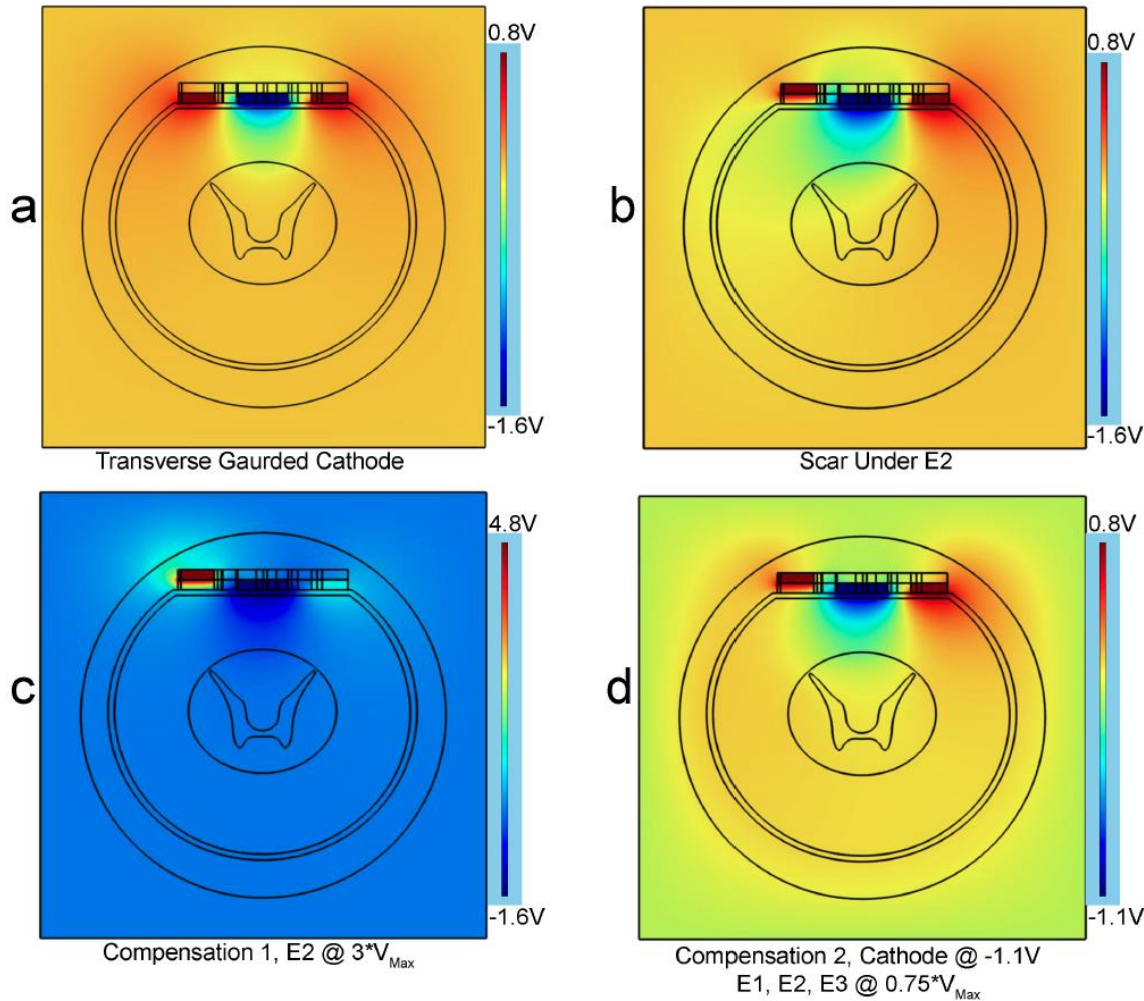 0.8V
a
-1.6V
Transverse Gaurded Cathode
0.8V
b
-1.6V
Scar Under E2
4.8V
c
-1.6V
Compensation 1, E2 @ 3*VMax
0.8V
d
-1.1V
Compensation 2, Cathode @ -1.1V
E1, E2, E3 @ 0.75*VMax